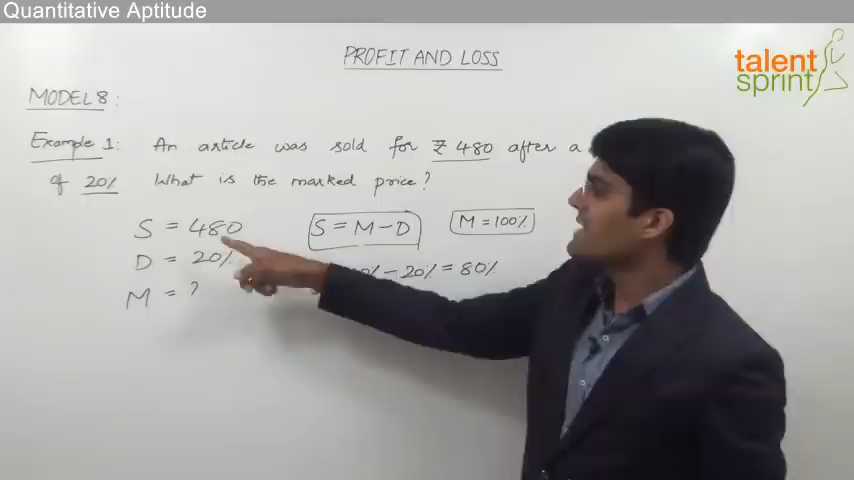 Quantitative Aptitude
PROFIT AND LOSS
talent
sprint
MODEL 8:
Example 1: An article was sold for ₹ 480 after a
of 20% What is the marked price?
S = 480 S = M - D M = 100%
D = 20% 0% - 20% = 80%
M = ?